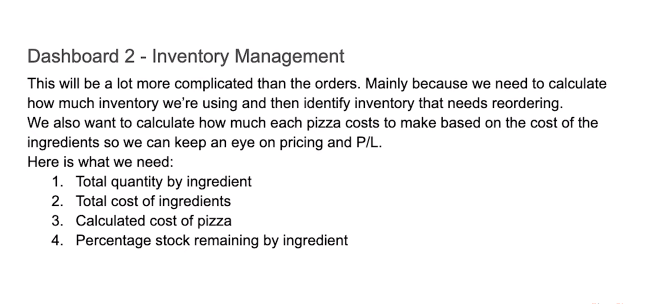 Dashboard 2 - Inventory Management
This will be a lot more complicated than the orders. Mainly because we need to calculate
how much inventory we're using and then identify inventory that needs reordering.
We also want to calculate how much each pizza costs to make based on the cost of the
ingredients so we can keep an eye on pricing and P/L.
Here is what we need:
1. Total quantity by ingredient
2. Total cost of ingredients
3. Calculated cost of pizza
4. Percentage stock remaining by ingredient